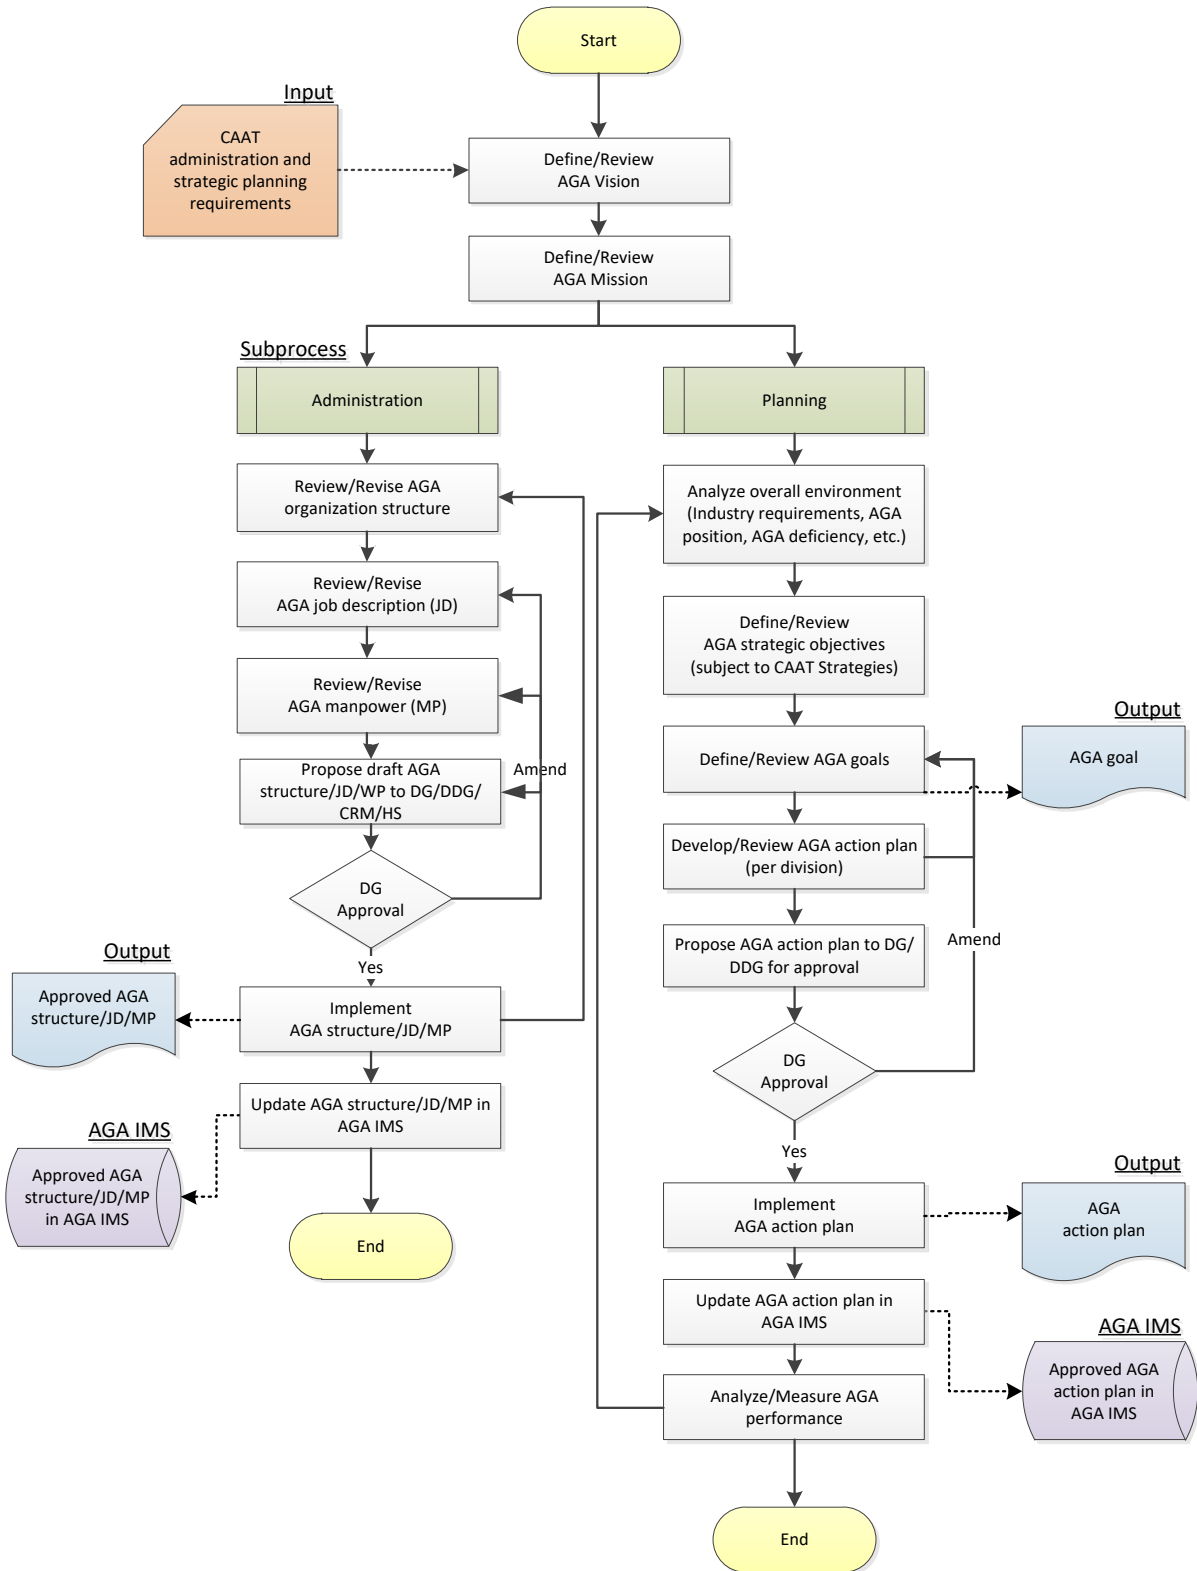 Start
Input
CAAT
administration and
strategic planning
requirements
Define/Review
AGA Vision
Define/Review
AGA Mission
Subprocess
Administration
Planning
Review/Revise AGA
organization structure
Analyze overall environment
(Industry requirements, AGA
position, AGA deficiency, etc.)
Review/Revise
AGA job description (JD)
Define/Review
AGA strategic objectives
(subject to CAAT Strategies)
Review/Revise
AGA manpower (MP)
Output
Define/Review AGA goals
AGA goal
Propose draft AGA
structure/JD/WP to DG/DDG/
CRM/HS
Amend
Develop/Review AGA action plan
(per division)
DG
Approval
Amend
Propose AGA action plan to DG/
DDG for approval
Output
Yes
Approved AGA
structure/JD/MP
Implement
AGA structure/JD/MP
DG
Approval
Update AGA structure/JD/MP in
AGA IMS
AGA IMS
Approved AGA
structure/JD/MP
in AGA IMS
Yes
Output
Implement
AGA action plan
AGA
action plan
End
Update AGA action plan in
AGA IMS
AGA IMS
Approved AGA
action plan in
AGA IMS
Analyze/Measure AGA
performance
End